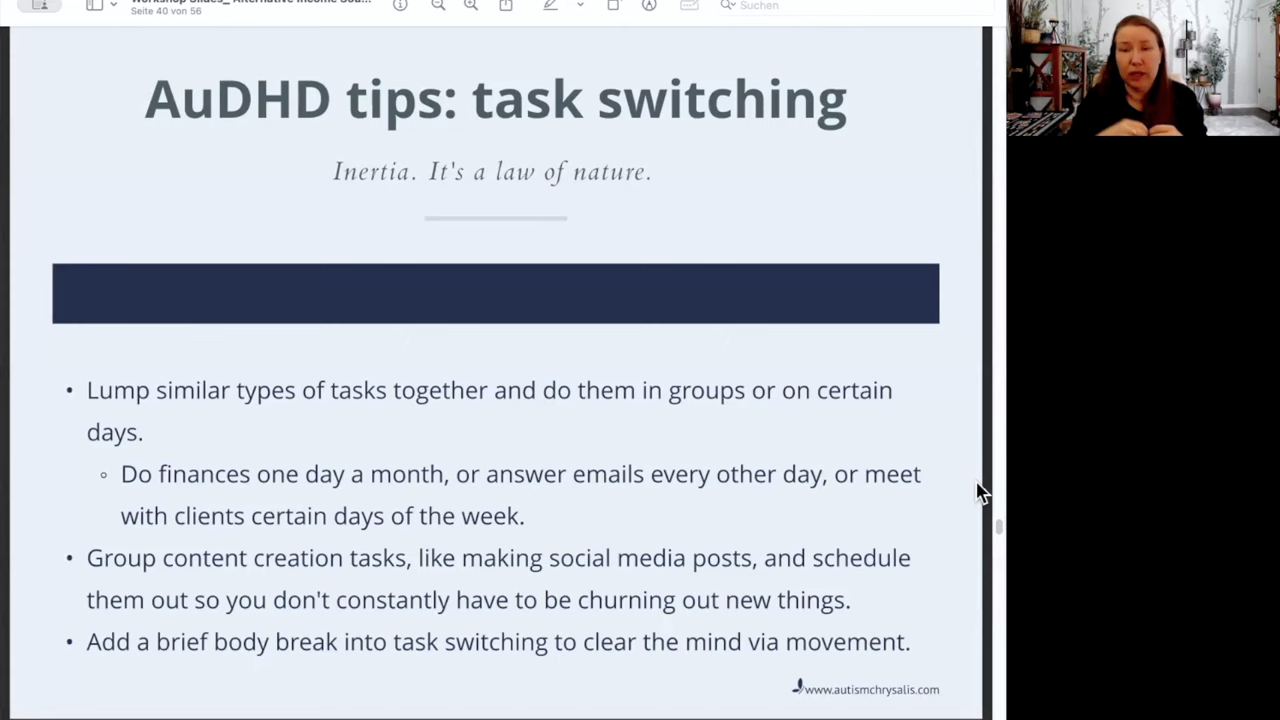 Workshop Slides_ Alternative Income Sou...
Seite 40 von 56
Suchen
AuDHD tips: task switching
Inertia. It's a law of nature.
• Lump similar types of tasks together and do them in groups or on certain
days.
◦ Do finances one day a month, or answer emails every other day, or meet
with clients certain days of the week.
• Group content creation tasks, like making social media posts, and schedule
them out so you don't constantly have to be churning out new things.
• Add a brief body break into task switching to clear the mind via movement.
www.autismchrysalis.com